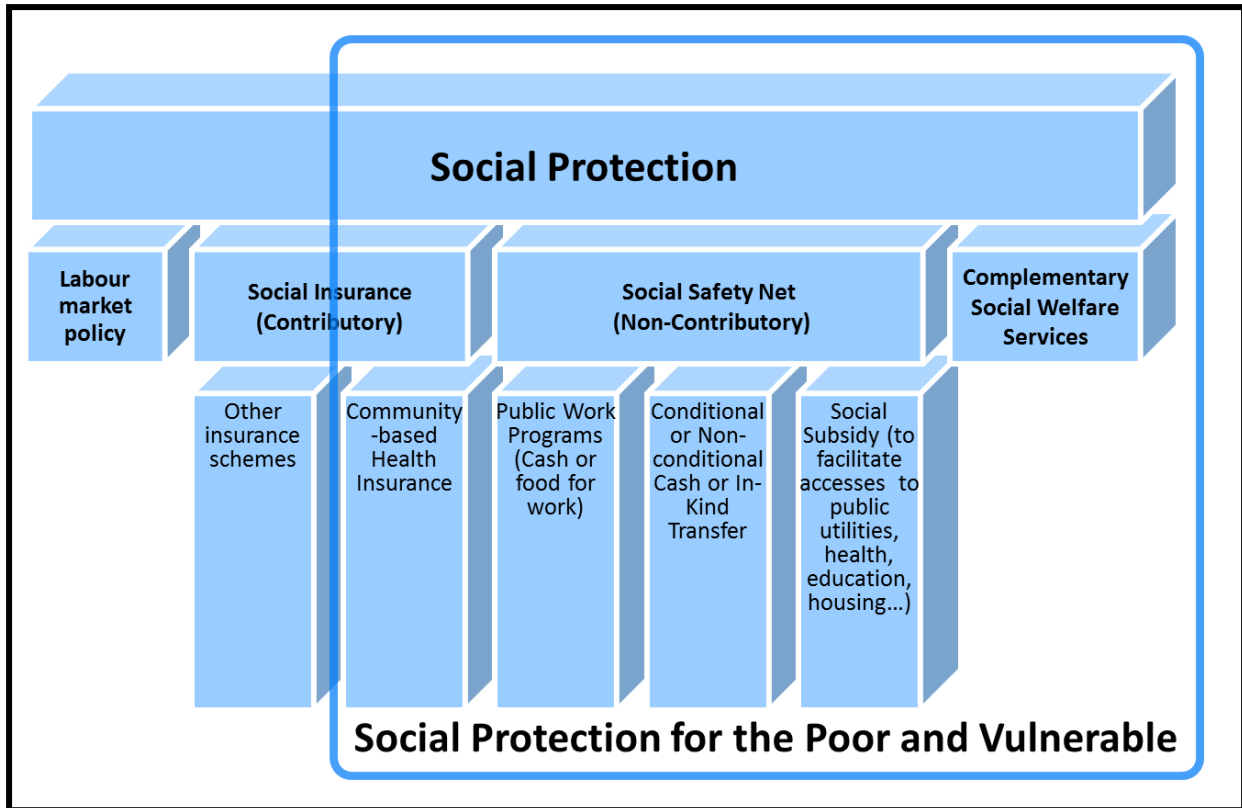 Social Protection
Labour
market
policy
Social Insurance
(Contributory)
Social Safety Net
(Non-Contributory)
Complementary
Social Welfare
Services
Other
insurance
schemes
Community
-based
Health
Insurance
Public Work
Programs
(Cash or
food for
work)
Conditional
or Non-
conditional
Cash or In-
Kind
Transfer
Social
Subsidy (to
facilitate
accesses to
public
utilities,
health,
education,
housing...)
Social Protection for the Poor and Vulnerable